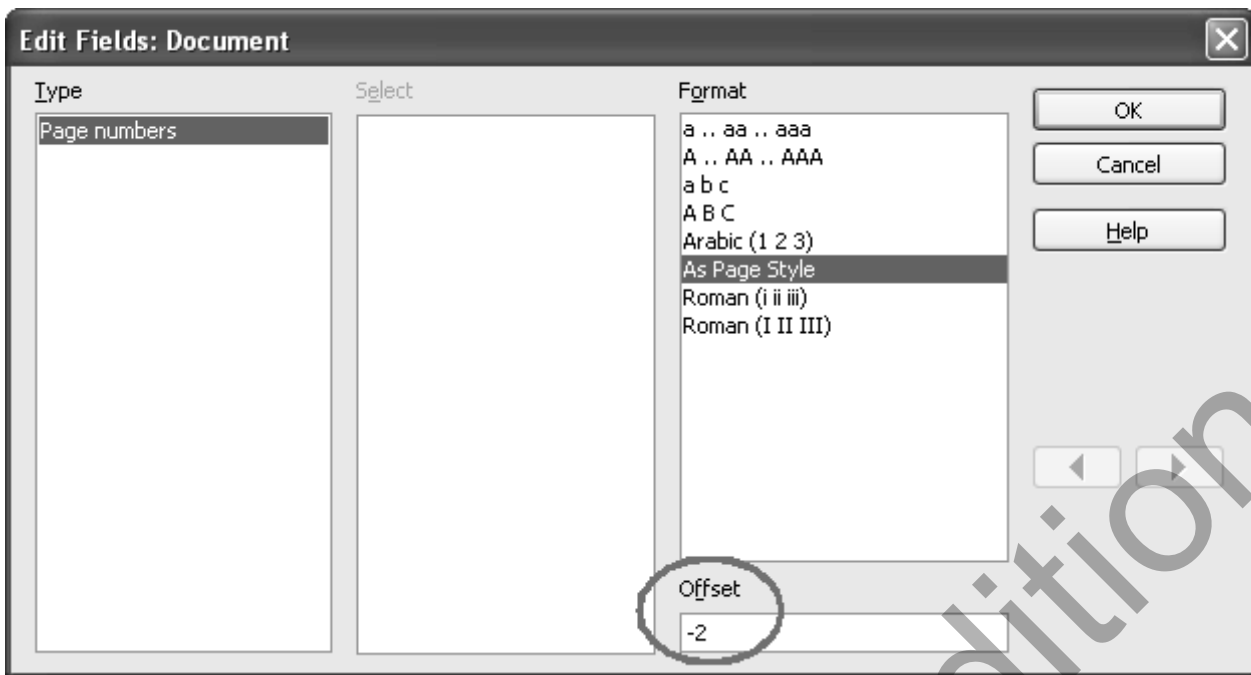 Edit Fields: Document
Type
Select
Format
Page numbers
a .. aa .. aaa
A .. AA .. AAA
a b c
A B C
Arabic (1 2 3)
As Page Style
Roman (i ii iii)
Roman (I II III)
Offset
-2
OK
Cancel
Help